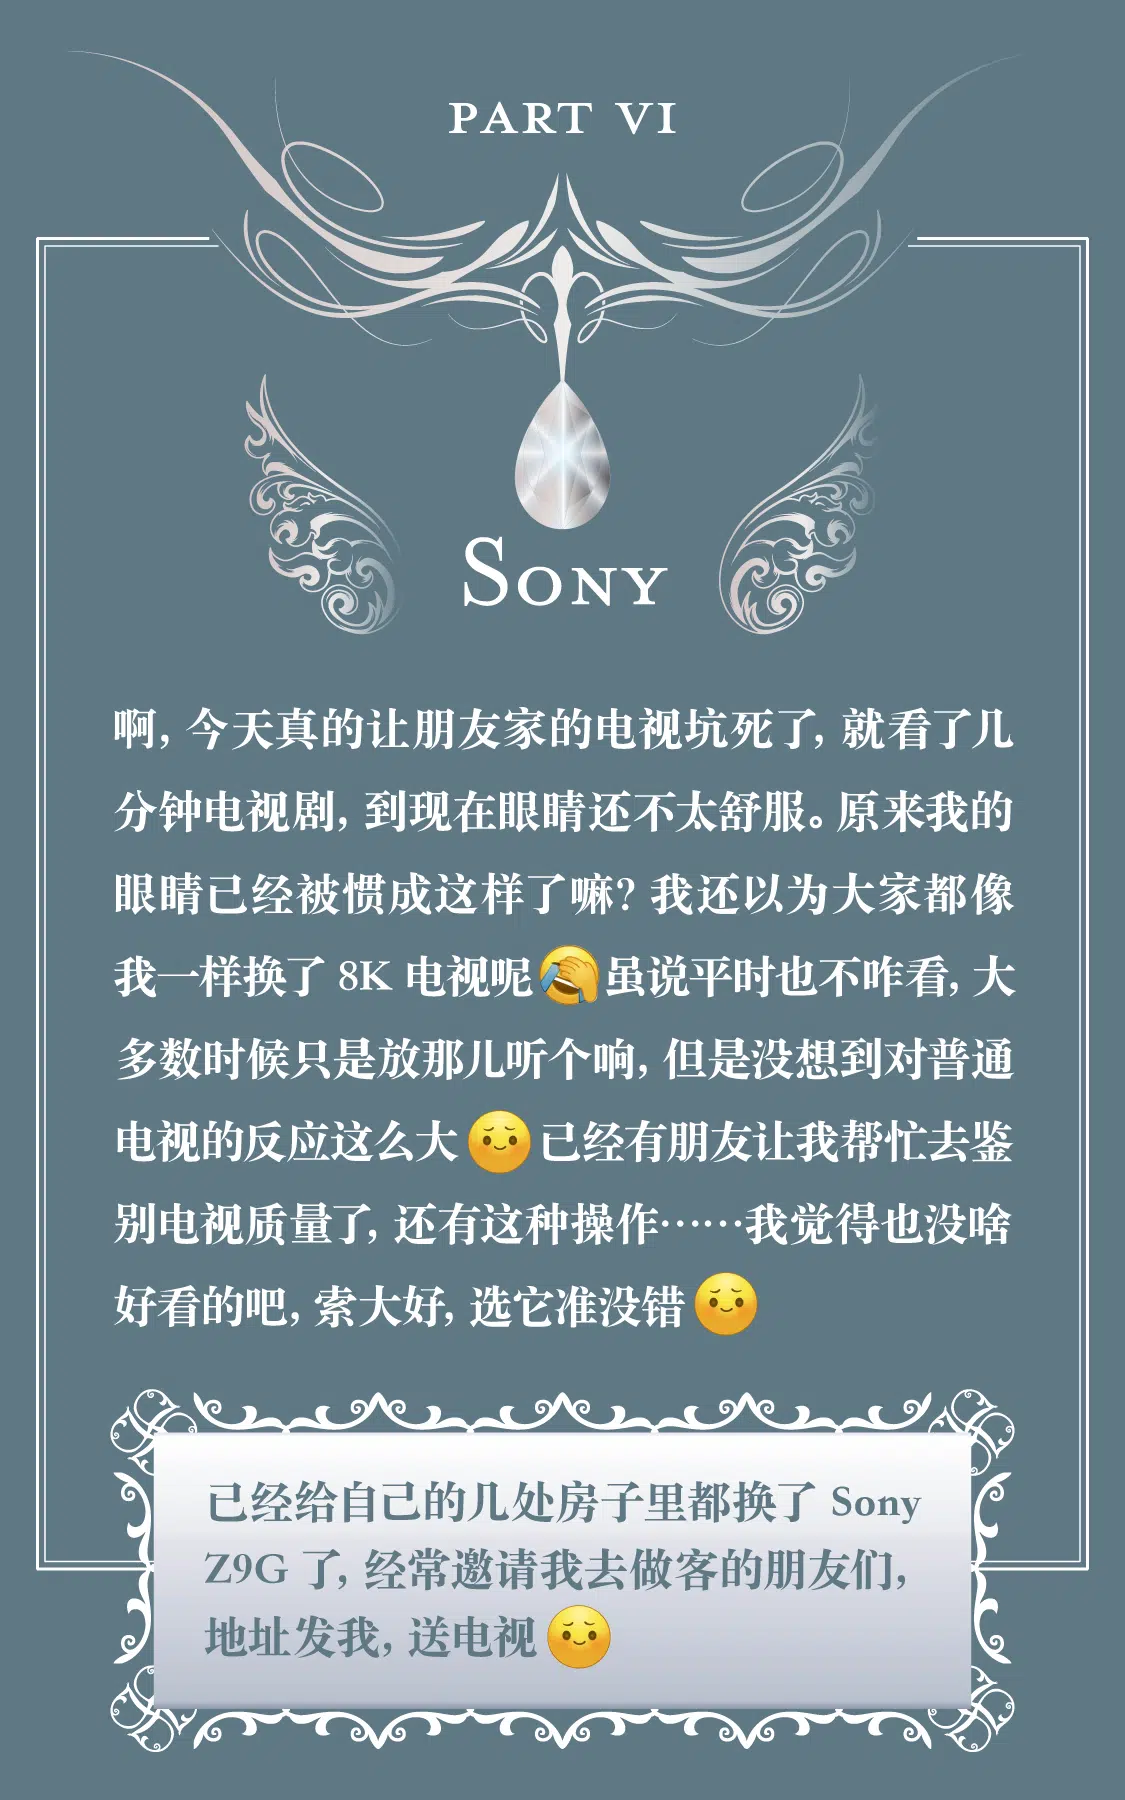 PART VI
SONY
啊, 今天真的让朋友家的电视坑死了, 就看了几
分钟电视剧, 到现在眼睛还不太舒服。原来我的
眼睛已经被惯成这样了嘛? 我还以为大家都像
我一样换了 8K 电视呢🤣虽说平时也不咋看, 大
多数时候只是放那儿听个响, 但是没想到对普通
电视的反应这么大😌已经有朋友让我帮忙去鉴
别电视质量了, 还有这种操作……我觉得也没啥
好看的吧, 索大好, 选它准没错😌
已经给自己的几处房子里都换了 Sony
Z9G 了, 经常邀请我去做客的朋友们,
地址发我, 送电视😌